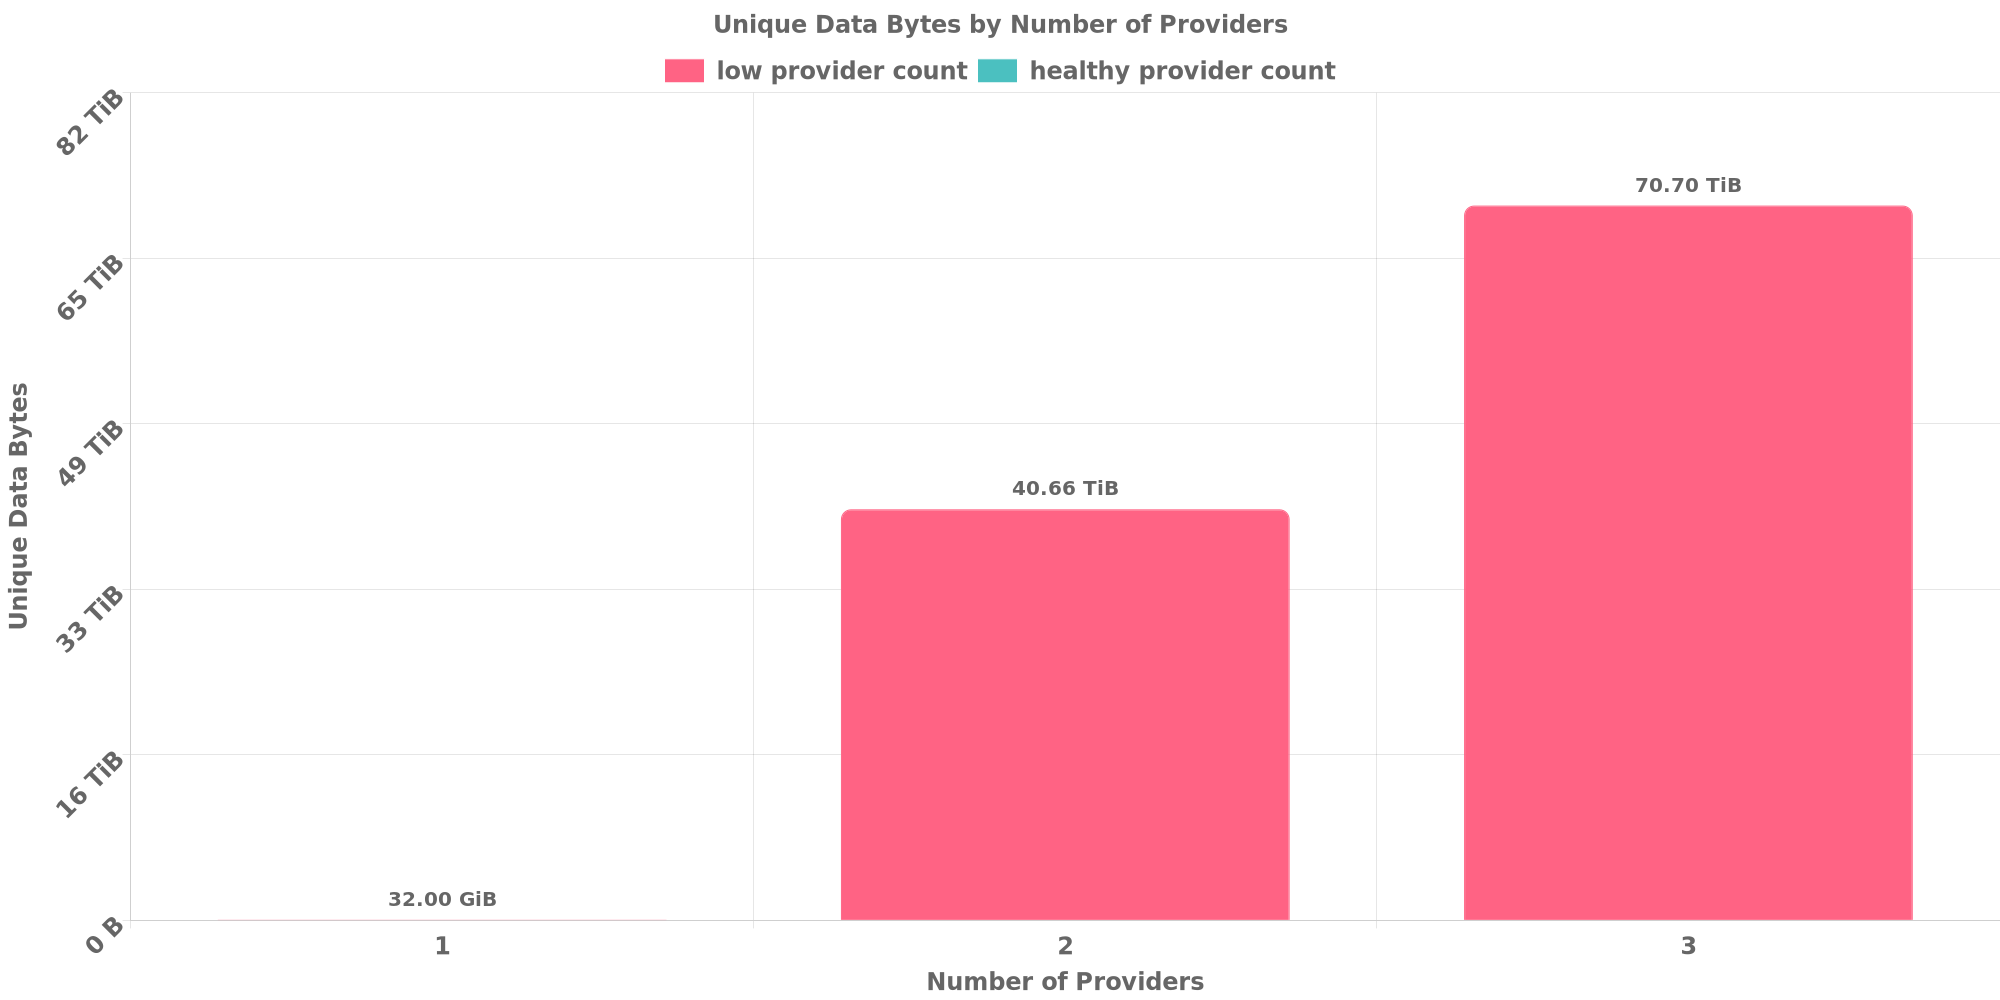 Unique Data Bytes by Number of Providers
low provider count healthy provider count
82 TiB
65 TiB
49 TiB
33 TiB
16 TiB
0 B
Unique Data Bytes
32.00 GiB
40.66 TiB
70.70 TiB
1 2 3
Number of Providers